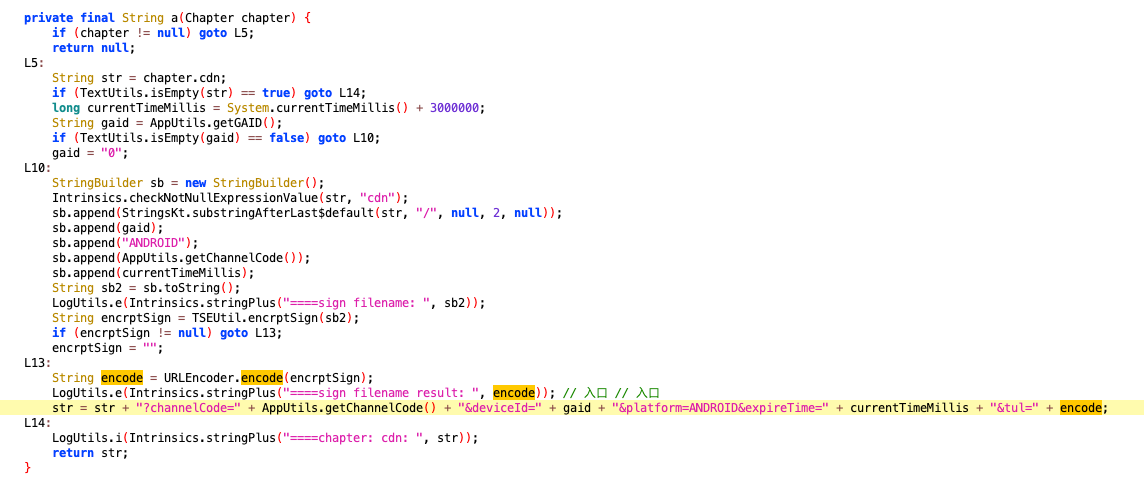 private final String a(Chapter chapter) {
    if (chapter != null) goto L5;
    return null;
L5:
    String str = chapter.cdn;
    if (TextUtils.isEmpty(str) == true) goto L14;
    long currentTimeMillis = System.currentTimeMillis() + 3000000;
    String gaid = AppUtils.getGAID();
    if (TextUtils.isEmpty(gaid) == false) goto L10;
    gaid = "0";
L10:
    StringBuilder sb = new StringBuilder();
    Intrinsics.checkNotNullExpressionValue(str, "cdn");
    sb.append(StringsKt.substringAfterLast$default(str, "/", null, 2, null));
    sb.append(gaid);
    sb.append("ANDROID");
    sb.append(AppUtils.getChannelCode());
    sb.append(currentTimeMillis);
    String sb2 = sb.toString();
    LogUtils.e(Intrinsics.stringPlus("====sign filename: ", sb2));
    String encrptSign = TSEUtil.encrptSign(sb2);
    if (encrptSign != null) goto L13;
    encrptSign = "";
L13:
    String encode = URLEncoder.encode(encrptSign);
    LogUtils.e(Intrinsics.stringPlus("====sign filename result: ", encode)); // 入口 // 入口
    str = str + "?channelCode=" + AppUtils.getChannelCode() + "&deviceId=" + gaid + "&platform=ANDROID&expireTime=" + currentTimeMillis + "&tul=" + encode;
L14:
    LogUtils.i(Intrinsics.stringPlus("====chapter: cdn: ", str));
    return str;
}